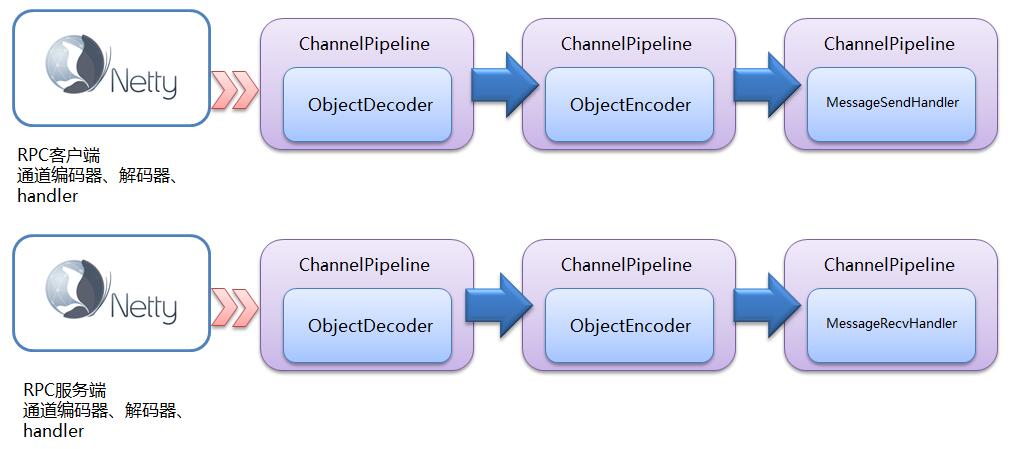 Netty
ChannelPipeline
ObjectDecoder
ChannelPipeline
ObjectEncoder
ChannelPipeline
MessageSendHandler
RPC客户端
通道编码器、解码器、
handler
Netty
ChannelPipeline
ObjectDecoder
ChannelPipeline
ObjectEncoder
ChannelPipeline
MessageRecvHandler
RPC服务端
通道编码器、解码器、
handler